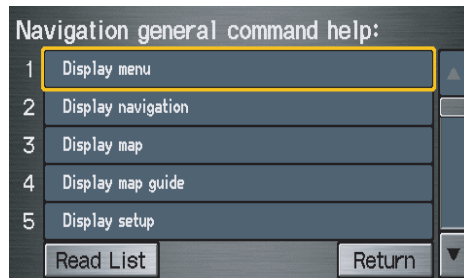 Navigation general command help:
1 Display menu
2 Display navigation
3 Display map
4 Display map guide
5 Display setup
Read List Return